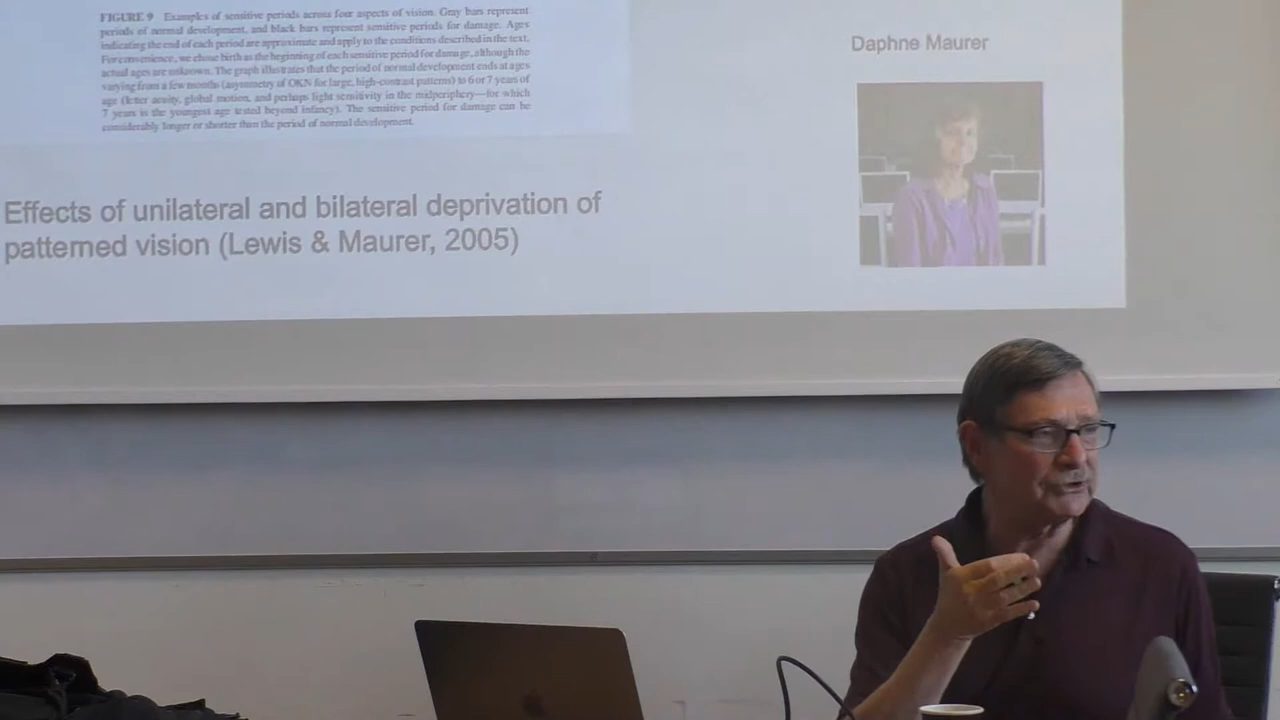 FIGURE 9 Examples of sensitive periods across four aspects of vision. Gray bars represent
periods of normal development, and black bars represent sensitive periods for damage. Ages
indicating the end of each period are approximate and apply to the conditions described in the text.
For convenience, we chose birth as the beginning of each sensitive period for damage, although the
actual ages are unknown. The graph illustrates that the period of normal development ends at ages
varying from a few months (asymmetry of OKN for large, high-contrast patterns) to 6 or 7 years of
age (letter acuity, global motion, and perhaps light sensitivity in the midperiphery—for which
7 years is the youngest age tested beyond infancy). The sensitive period for damage can be
considerably longer or shorter than the period of normal development.
Daphne Maurer
Effects of unilateral and bilateral deprivation of
patterned vision (Lewis & Maurer, 2005)